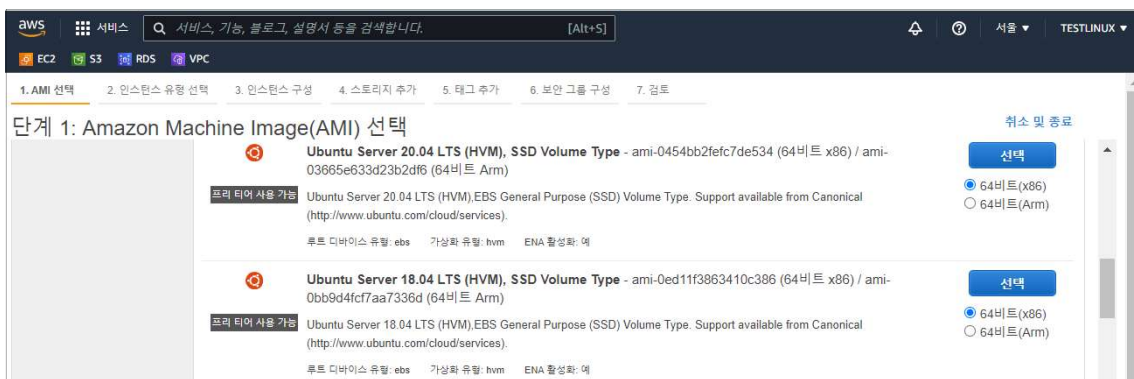 aws 서비스 서비스, 기능, 블로그, 설명서 등을 검색합니다. [Alt+S] 서울 ▼ TESTLINUX ▼
EC2 S3 RDS VPC
1. AMI 선택 2. 인스턴스 유형 선택 3. 인스턴스 구성 4. 스토리지 추가 5. 태그 추가 6. 보안 그룹 구성 7. 검토
단계 1: Amazon Machine Image(AMI) 선택 취소 및 종료
Ubuntu Server 20.04 LTS (HVM), SSD Volume Type - ami-0454bb2fefc7de534 (64비트 x86) / ami-
03665e633d23b2df6 (64비트 Arm)
선택
프리 티어 사용 가능
Ubuntu Server 20.04 LTS (HVM),EBS General Purpose (SSD) Volume Type. Support available from Canonical
(http://www.ubuntu.com/cloud/services).
64비트(x86)
64비트(Arm)
루트 디바이스 유형: ebs 가상화 유형: hvm ENA 활성화: 예
Ubuntu Server 18.04 LTS (HVM), SSD Volume Type - ami-0ed11f3863410c386 (64비트 x86) / ami-
0bb9d4fcf7aa7336d (64비트 Arm)
선택
프리 티어 사용 가능
Ubuntu Server 18.04 LTS (HVM),EBS General Purpose (SSD) Volume Type. Support available from Canonical
(http://www.ubuntu.com/cloud/services).
64비트(x86)
64비트(Arm)
루트 디바이스 유형: ebs 가상화 유형: hvm ENA 활성화: 예